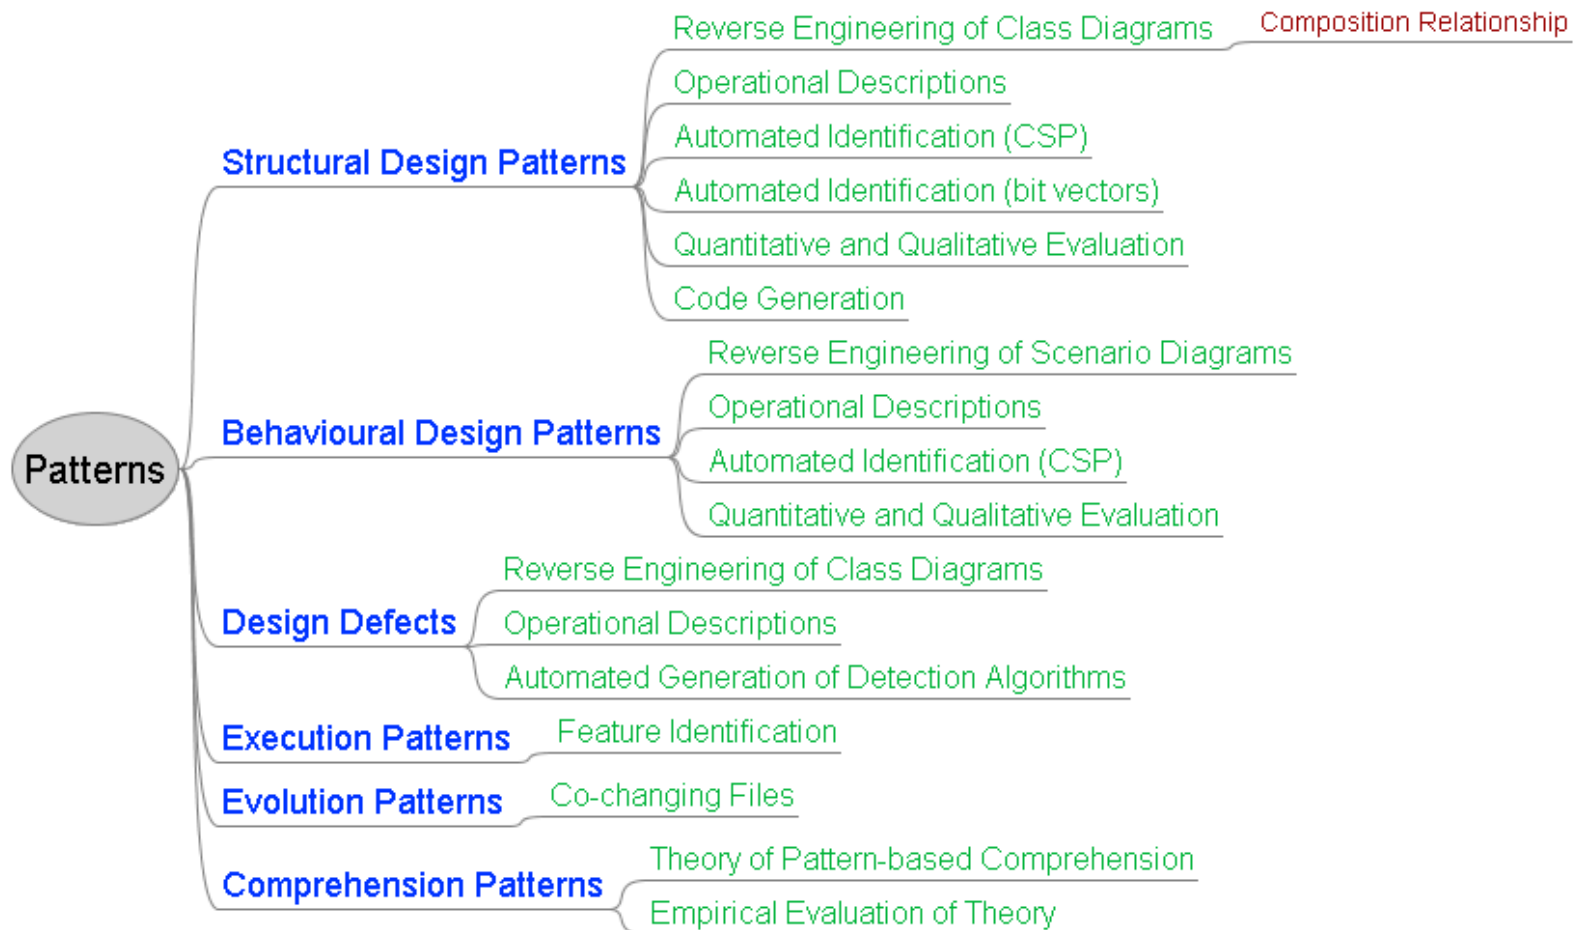 Patterns
Structural Design Patterns
Reverse Engineering of Class Diagrams
Composition Relationship
Operational Descriptions
Automated Identification (CSP)
Automated Identification (bit vectors)
Quantitative and Qualitative Evaluation
Code Generation
Behavioural Design Patterns
Reverse Engineering of Scenario Diagrams
Operational Descriptions
Automated Identification (CSP)
Quantitative and Qualitative Evaluation
Design Defects
Reverse Engineering of Class Diagrams
Operational Descriptions
Automated Generation of Detection Algorithms
Execution Patterns
Feature Identification
Evolution Patterns
Co-changing Files
Comprehension Patterns
Theory of Pattern-based Comprehension
Empirical Evaluation of Theory